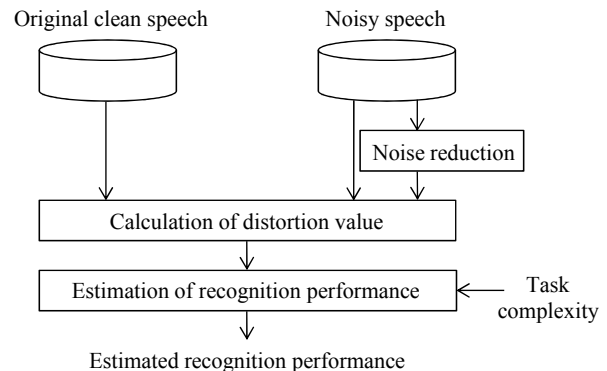 Original clean speech
Noisy speech
Noise reduction
Calculation of distortion value
Estimation of recognition performance
Task
complexity
Estimated recognition performance